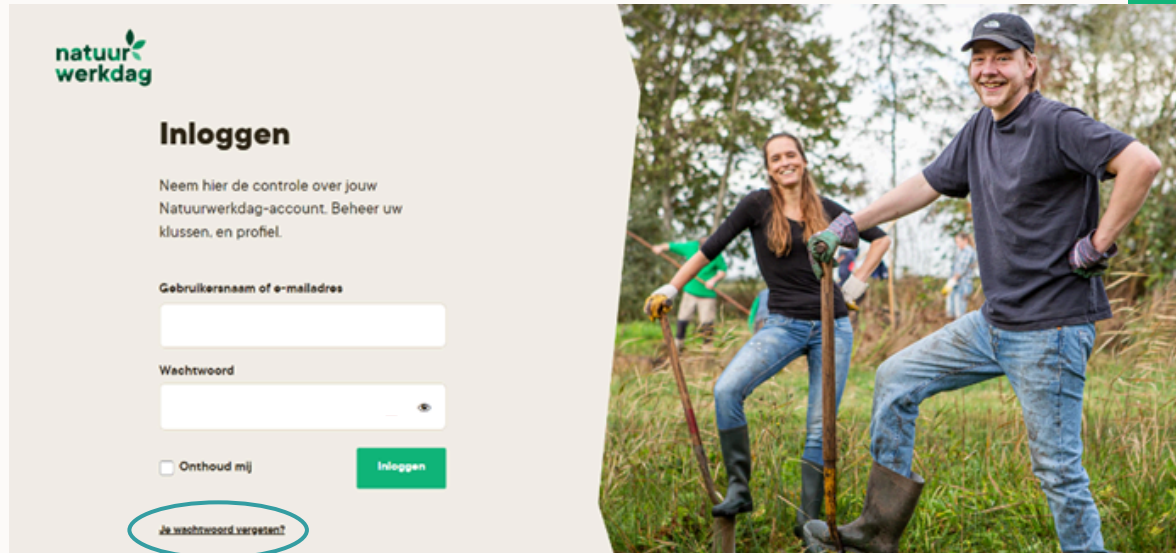 natuur
werkdag
Inloggen
Neem hier de controle over jouw
Natuurwerkdag-account. Beheer uw
klussen, en profiel.
Gebruikersnaam of e-mailadres
Wachtwoord
Onthoud mij
Inloggen
Je wachtwoord vergeten?